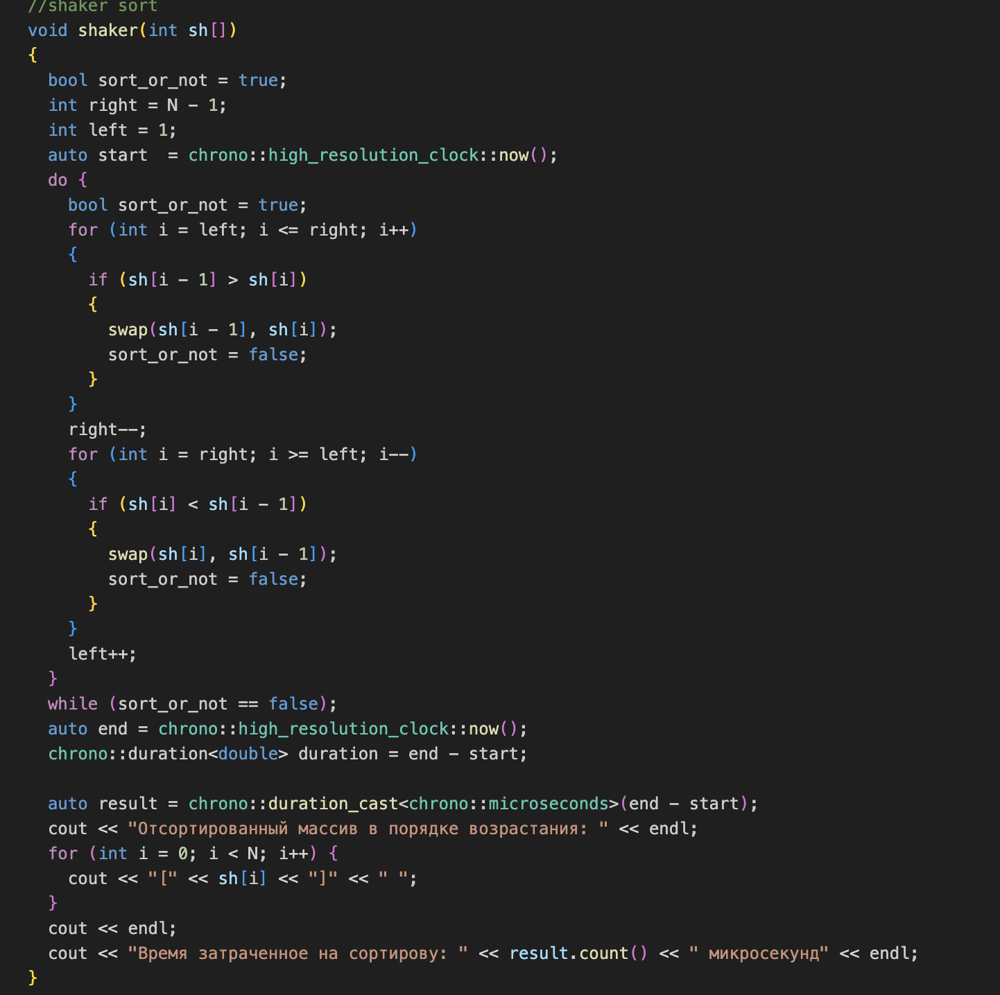 //shaker sort
void shaker(int sh[])
{
  bool sort_or_not = true;
  int right = N - 1;
  int left = 1;
  auto start  = chrono::high_resolution_clock::now();
  do {
    bool sort_or_not = true;
    for (int i = left; i <= right; i++)
    {
      if (sh[i - 1] > sh[i])
      {
        swap(sh[i - 1], sh[i]);
        sort_or_not = false;
      }
    }
    right--;
    for (int i = right; i >= left; i--)
    {
      if (sh[i] < sh[i - 1])
      {
        swap(sh[i], sh[i - 1]);
        sort_or_not = false;
      }
    }
    left++;
  }
  while (sort_or_not == false);
  auto end = chrono::high_resolution_clock::now();
  chrono::duration<double> duration = end - start;

  auto result = chrono::duration_cast<chrono::microseconds>(end - start);
  cout << "Отсортированный массив в порядке возрастания: " << endl;
  for (int i = 0; i < N; i++) {
    cout << "[" << sh[i] << "]" << " ";
  }
  cout << endl;
  cout << "Время затраченное на сортирову: " << result.count() << " микросекунд" << endl;
}